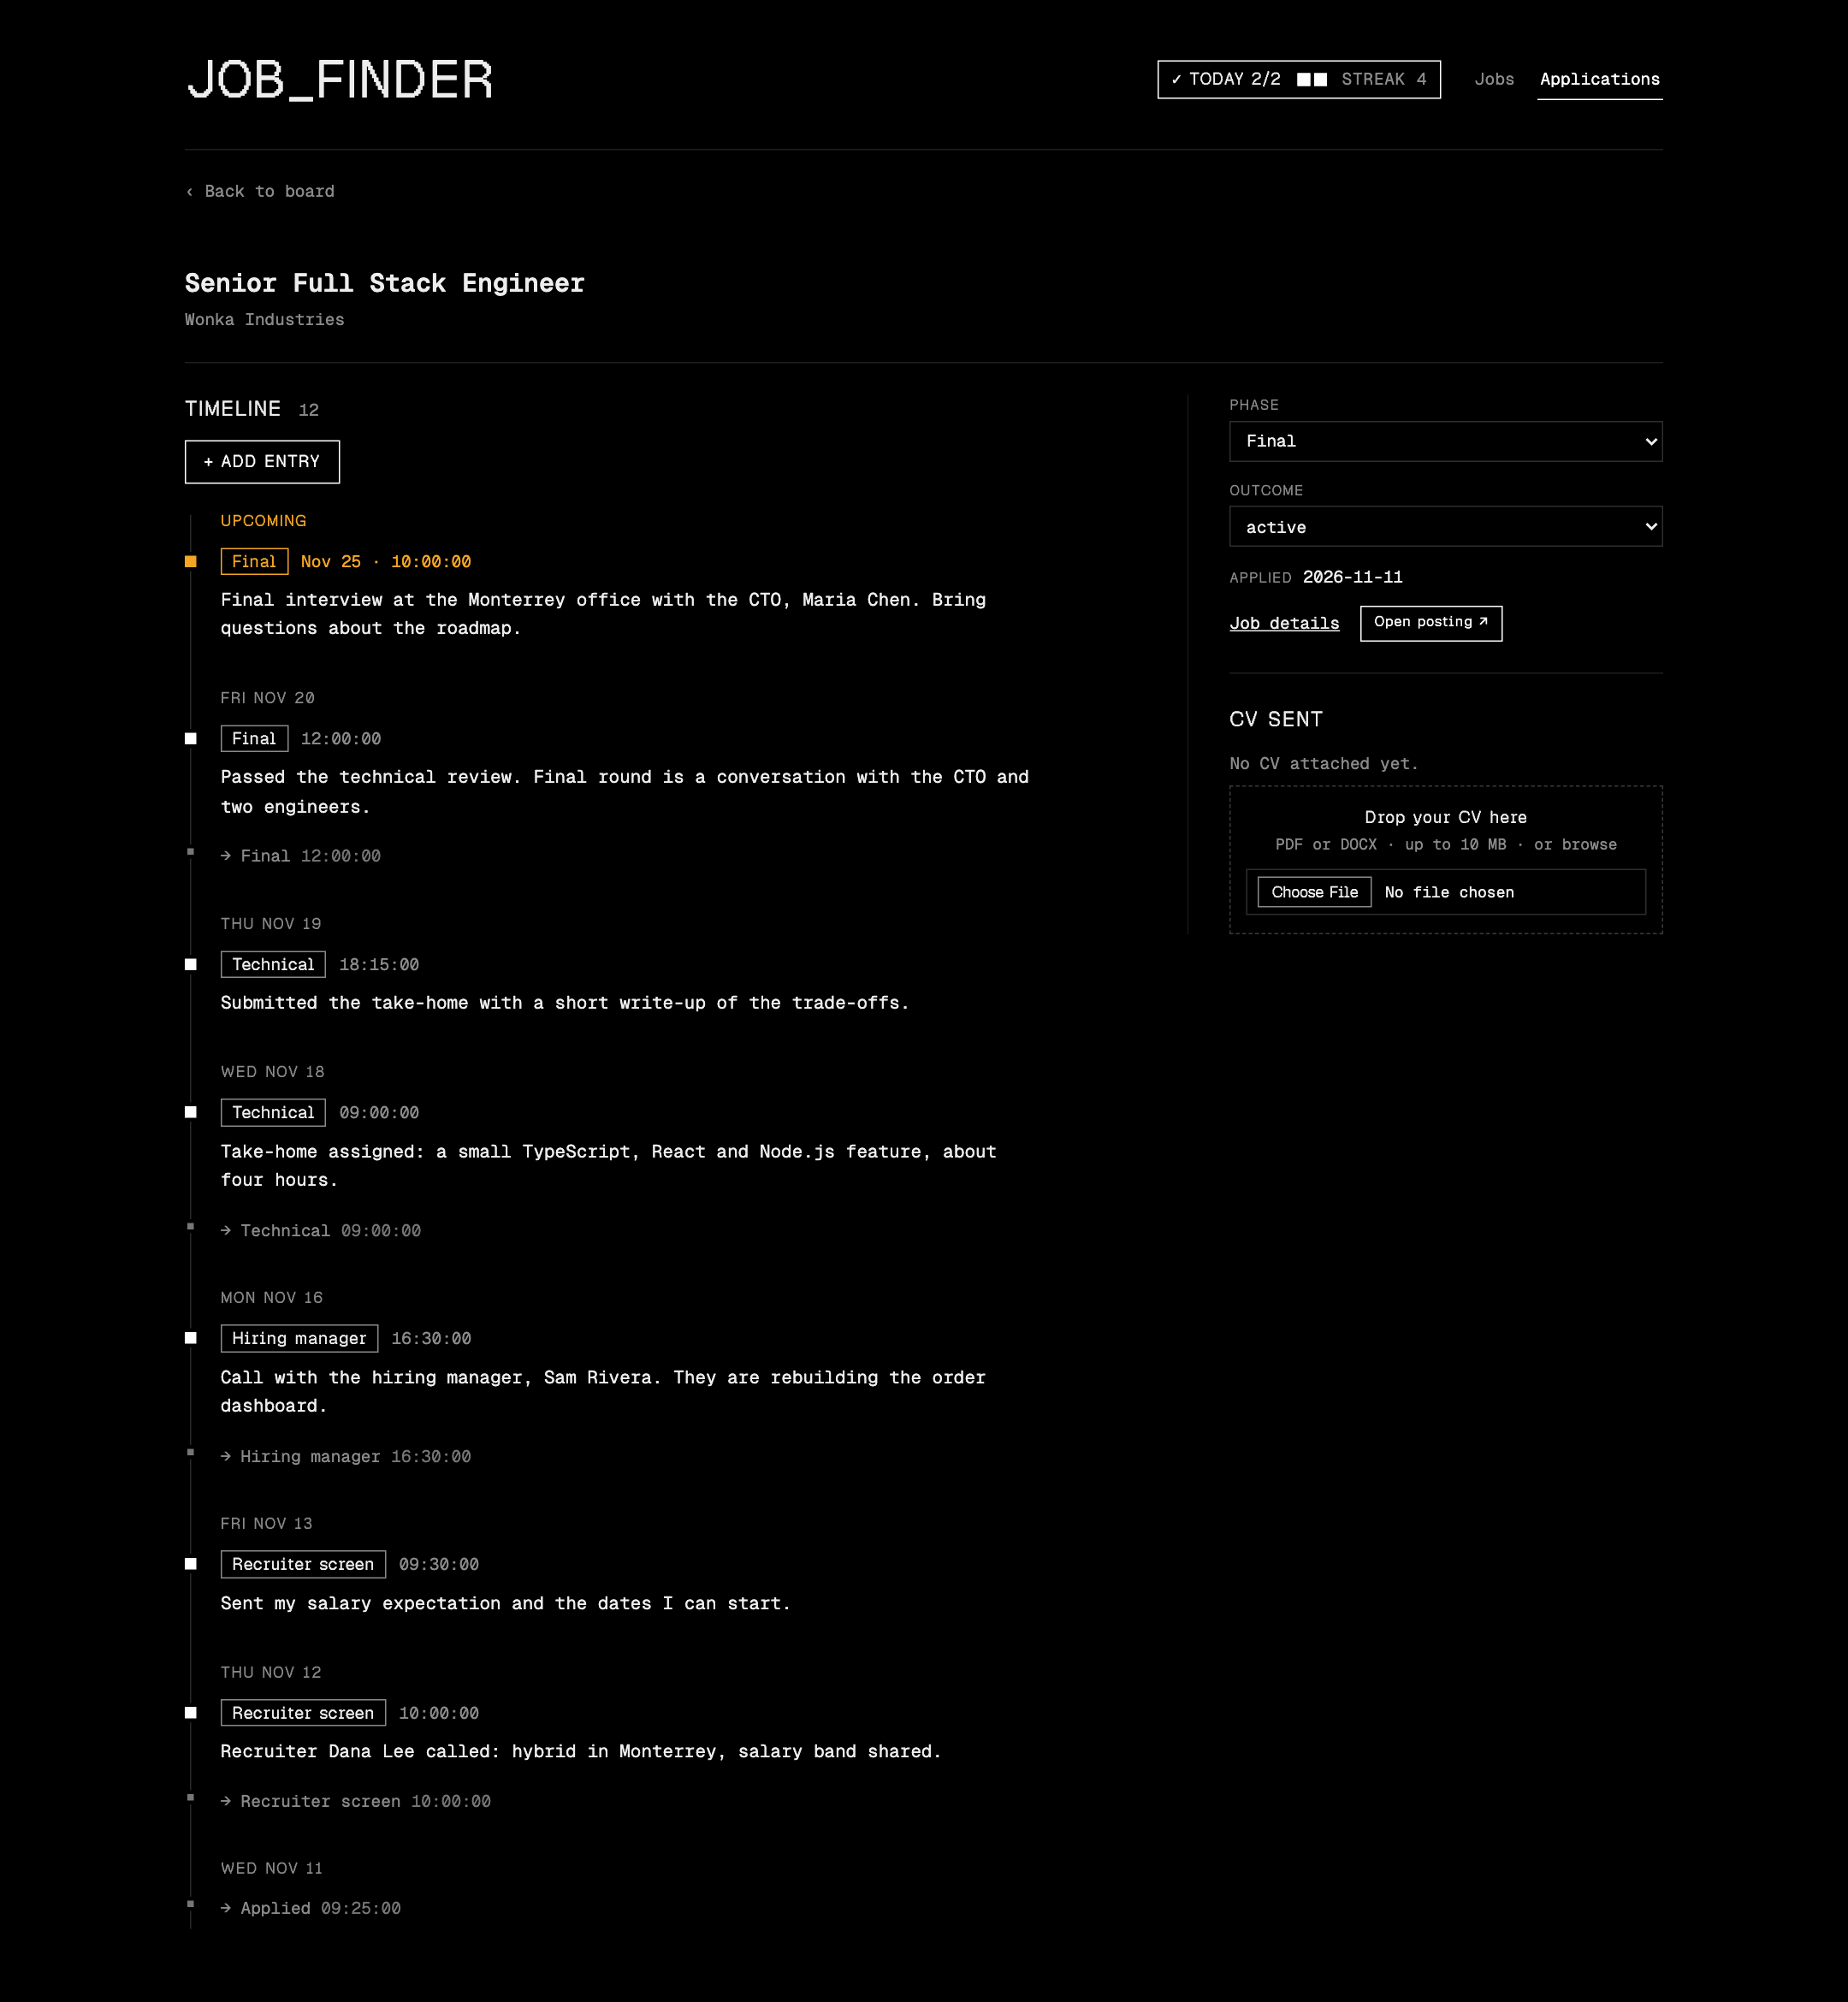 JOB_FINDER
✓ TODAY 2/2 STREAK 4
Jobs
Applications
‹ Back to board
Senior Full Stack Engineer
Wonka Industries
TIMELINE 12
+ ADD ENTRY
UPCOMING
Final Nov 25 · 10:00:00
Final interview at the Monterrey office with the CTO, Maria Chen. Bring
questions about the roadmap.
FRI NOV 20
Final 12:00:00
Passed the technical review. Final round is a conversation with the CTO and
two engineers.
→ Final 12:00:00
THU NOV 19
Technical 18:15:00
Submitted the take-home with a short write-up of the trade-offs.
WED NOV 18
Technical 09:00:00
Take-home assigned: a small TypeScript, React and Node.js feature, about
four hours.
→ Technical 09:00:00
MON NOV 16
Hiring manager 16:30:00
Call with the hiring manager, Sam Rivera. They are rebuilding the order
dashboard.
→ Hiring manager 16:30:00
FRI NOV 13
Recruiter screen 09:30:00
Sent my salary expectation and the dates I can start.
THU NOV 12
Recruiter screen 10:00:00
Recruiter Dana Lee called: hybrid in Monterrey, salary band shared.
→ Recruiter screen 10:00:00
WED NOV 11
→ Applied 09:25:00
PHASE
Final
OUTCOME
active
APPLIED 2026-11-11
Job details
Open posting ↗
CV SENT
No CV attached yet.
Drop your CV here
PDF or DOCX · up to 10 MB · or browse
Choose File No file chosen